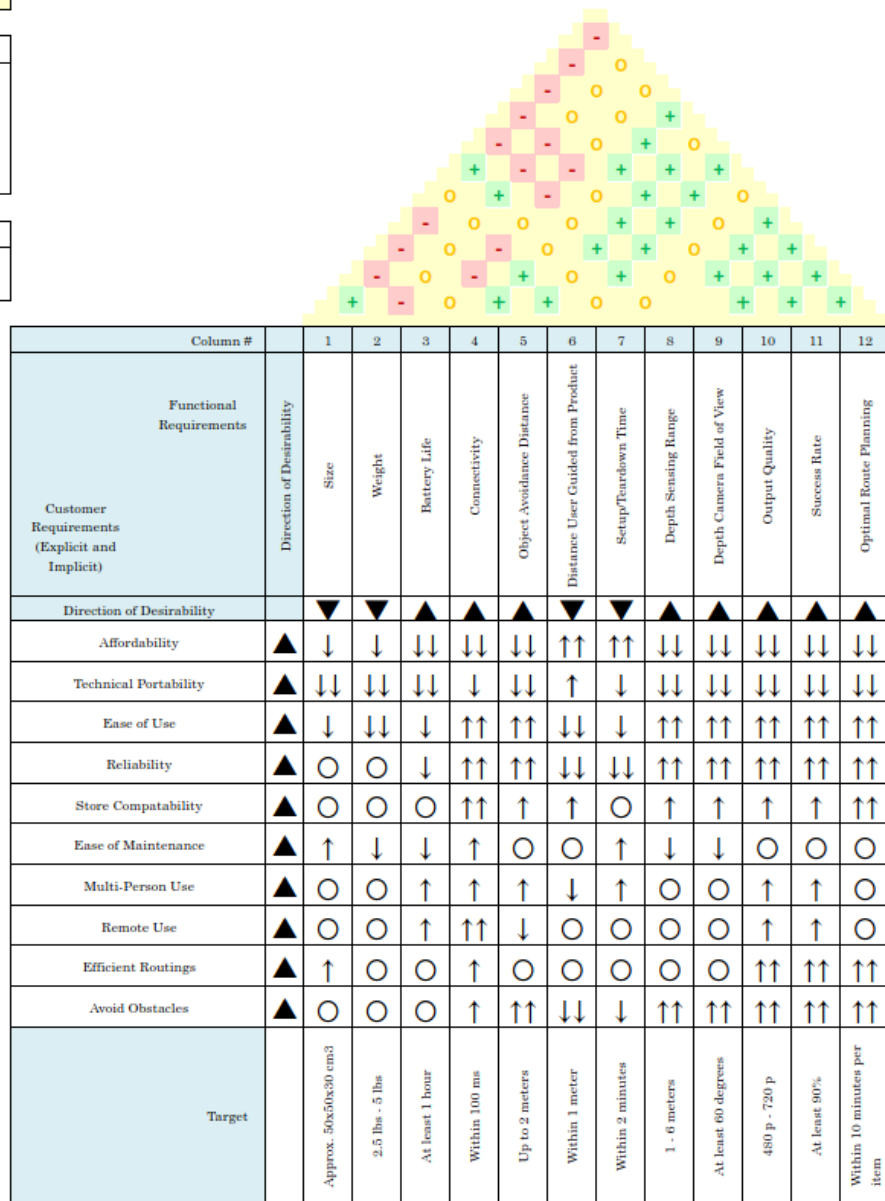 -
- o
- o o
- o o +
- - o + o
+ - - + + +
o + - o + + o
- o o o + + o +
- o - o + + o + +
- o - + o + o + + +
+ - o + + o o + + +
Column # 1 2 3 4 5 6 7 8 9 10 11 12
Functional
Requirements
Customer
Requirements
(Explicit and
Implicit)
Direction of Desirability
Size
Weight
Battery Life
Connectivity
Object Avoidance Distance
Distance User Guided from Product
Setup/Teardown Time
Depth Sensing Range
Depth Camera Field of View
Output Quality
Success Rate
Optimal Route Planning
Direction of Desirability ▼ ▼ ▲ ▲ ▲ ▼ ▼ ▲ ▲ ▲ ▲ ▲
Affordability ▲ ↓ ↓ ↓↓ ↓↓ ↓↓ ↑↑ ↑↑ ↓↓ ↓↓ ↓↓ ↓↓ ↓↓
Technical Portability ▲ ↓↓ ↓↓ ↓↓ ↓ ↓↓ ↑ ↓ ↓↓ ↓↓ ↓↓ ↓↓ ↓↓
Ease of Use ▲ ↓ ↓↓ ↓ ↑↑ ↑↑ ↓↓ ↓ ↑↑ ↑↑ ↑↑ ↑↑ ↑↑
Reliability ▲ ○ ○ ↓ ↑↑ ↑↑ ↓↓ ↓↓ ↑↑ ↑↑ ↑↑ ↑↑ ↑↑
Store Compatability ▲ ○ ○ ○ ↑↑ ↑ ↑ ○ ↑ ↑ ↑ ↑ ↑↑
Ease of Maintenance ▲ ↑ ↓ ↓ ↑ ○ ○ ↑ ↓ ↓ ○ ○ ○
Multi-Person Use ▲ ○ ○ ↑ ↑ ↑ ↓ ↑ ○ ○ ↑ ↑ ○
Remote Use ▲ ○ ○ ↑ ↑↑ ↓ ○ ○ ○ ○ ↑ ↑ ○
Efficient Routings ▲ ↑ ○ ○ ↑ ○ ○ ○ ○ ○ ↑↑ ↑↑ ↑↑
Avoid Obstacles ▲ ○ ○ ○ ↑ ↑↑ ↓↓ ↓ ↑↑ ↑↑ ↑↑ ↑↑ ↑↑
Target
Approx. 50x50x30 cm3
2.5 lbs - 5 lbs
At least 1 hour
Within 100 ms
Up to 2 meters
Within 1 meter
Within 2 minutes
1 - 6 meters
At least 60 degrees
480 p - 720 p
At least 90%
Within 10 minutes per
item